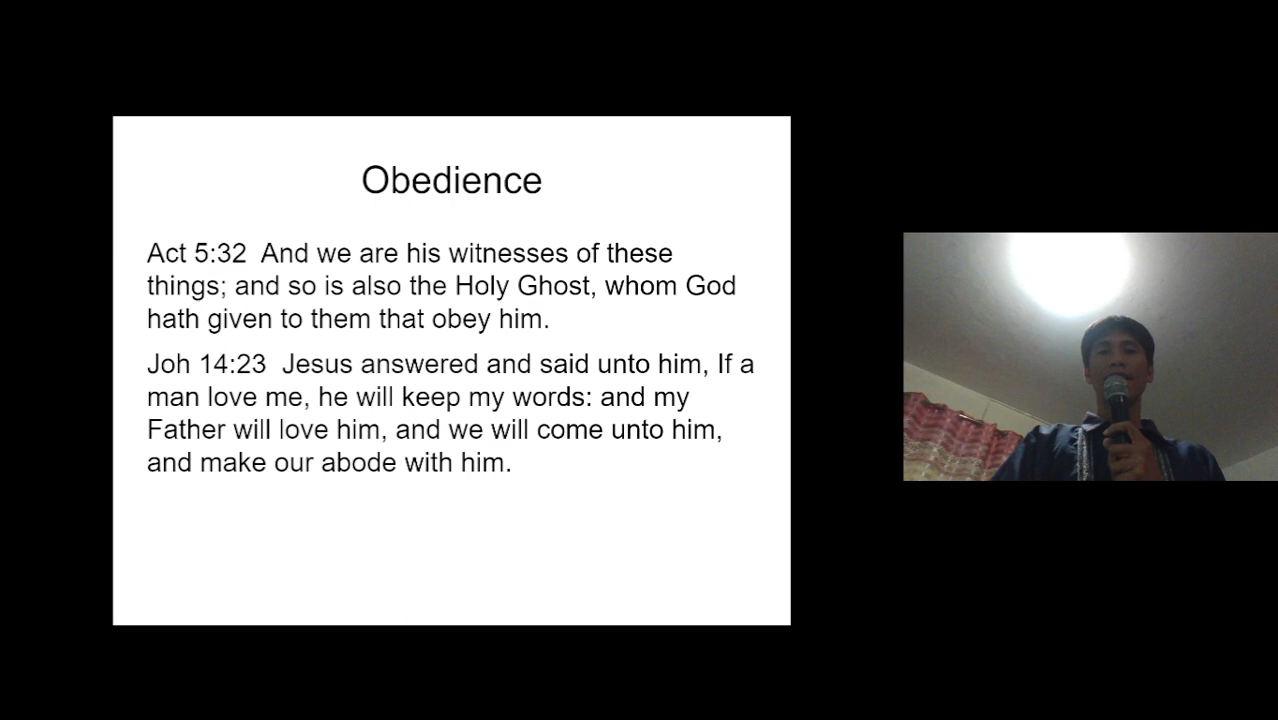 Obedience
Act 5:32  And we are his witnesses of these
things; and so is also the Holy Ghost, whom God
hath given to them that obey him.
Joh 14:23  Jesus answered and said unto him, If a
man love me, he will keep my words: and my
Father will love him, and we will come unto him,
and make our abode with him.